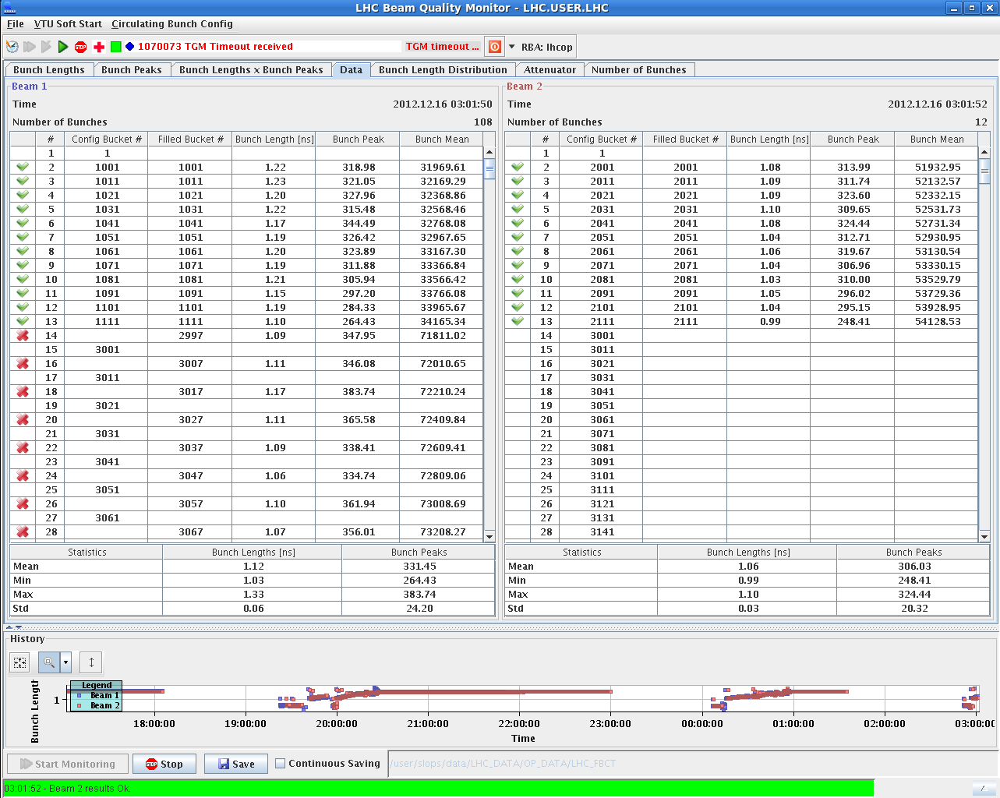 LHC Beam Quality Monitor - LHC.USER.LHC
File VTU Soft Start Circulating Bunch Config
STOP 1070073 TGM Timeout received TGM timeout ... RBA: lhcop
Bunch Lengths Bunch Peaks Bunch Lengths x Bunch Peaks Data Bunch Length Distribution Attenuator Number of Bunches
Beam 1
Time 2012.12.16 03:01:50
Number of Bunches 108
# Config Bucket # Filled Bucket # Bunch Length [ns] Bunch Peak Bunch Mean
1 1
2 1001 1001 1.22 318.98 31969.61
3 1011 1011 1.23 321.05 32169.29
4 1021 1021 1.20 327.96 32368.86
5 1031 1031 1.22 315.48 32568.46
6 1041 1041 1.17 344.49 32768.08
7 1051 1051 1.19 326.42 32967.65
8 1061 1061 1.20 323.89 33167.30
9 1071 1071 1.19 311.88 33366.84
10 1081 1081 1.21 305.94 33566.42
11 1091 1091 1.15 297.20 33766.08
12 1101 1101 1.19 284.33 33965.67
13 1111 1111 1.10 264.43 34165.34
14 2997 1.09 347.95 71811.02
15 3001
16 3007 1.11 346.08 72010.65
17 3011
18 3017 1.17 383.74 72210.24
19 3021
20 3027 1.11 365.58 72409.84
21 3031
22 3037 1.09 338.41 72609.41
23 3041
24 3047 1.06 334.74 72809.06
25 3051
26 3057 1.10 361.94 73008.69
27 3061
28 3067 1.07 356.01 73208.27
Statistics Bunch Lengths [ns] Bunch Peaks
Mean 1.12 331.45
Min 1.03 264.43
Max 1.33 383.74
Std 0.06 24.20
Beam 2
Time 2012.12.16 03:01:52
Number of Bunches 12
# Config Bucket # Filled Bucket # Bunch Length [ns] Bunch Peak Bunch Mean
1 1
2 2001 2001 1.08 313.99 51932.95
3 2011 2011 1.09 311.74 52132.57
4 2021 2021 1.09 323.60 52332.15
5 2031 2031 1.10 309.65 52531.73
6 2041 2041 1.08 324.44 52731.34
7 2051 2051 1.04 312.71 52930.95
8 2061 2061 1.06 319.67 53130.54
9 2071 2071 1.04 306.96 53330.15
10 2081 2081 1.03 310.00 53529.79
11 2091 2091 1.05 296.02 53729.36
12 2101 2101 1.04 295.15 53928.95
13 2111 2111 0.99 248.41 54128.53
14 3001
15 3011
16 3021
17 3031
18 3041
19 3051
20 3061
21 3071
22 3081
23 3091
24 3101
25 3111
26 3121
27 3131
28 3141
Statistics Bunch Lengths [ns] Bunch Peaks
Mean 1.06 306.03
Min 0.99 248.41
Max 1.10 324.44
Std 0.03 20.32
History
Bunch Lengt
1
Legend
Beam 1
Beam 2
18:00:00 19:00:00 20:00:00 21:00:00 22:00:00 23:00:00 00:00:00 01:00:00 02:00:00 03:00:0
Time
Start Monitoring STOP Stop Save Continuous Saving /user/slops/data/LHC_DATA/OP_DATA/LHC_FBCT
03:01:52 - Beam 2 results Ok.